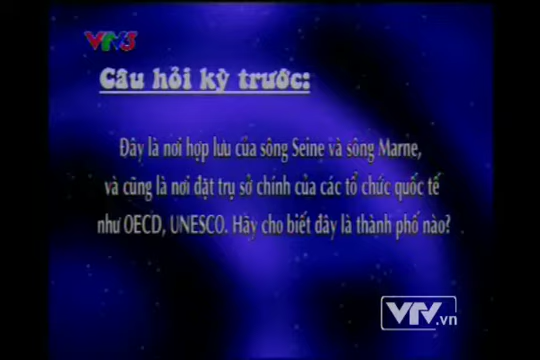 VTV3
Câu hỏi kỳ trước:
Đây là nơi hợp lưu của sông Seine và sông Marne,
và cũng là nơi đặt trụ sở chính của các tổ chức quốc tế
như OECD, UNESCO. Hãy cho biết đây là thành phố nào?
VTV.vn